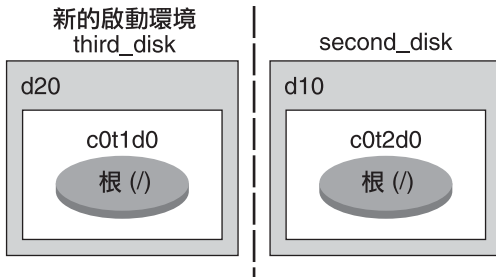 新的啟動環境
third_disk
d20
c0t1d0
根 (/)
second_disk
d10
c0t2d0
根 (/)